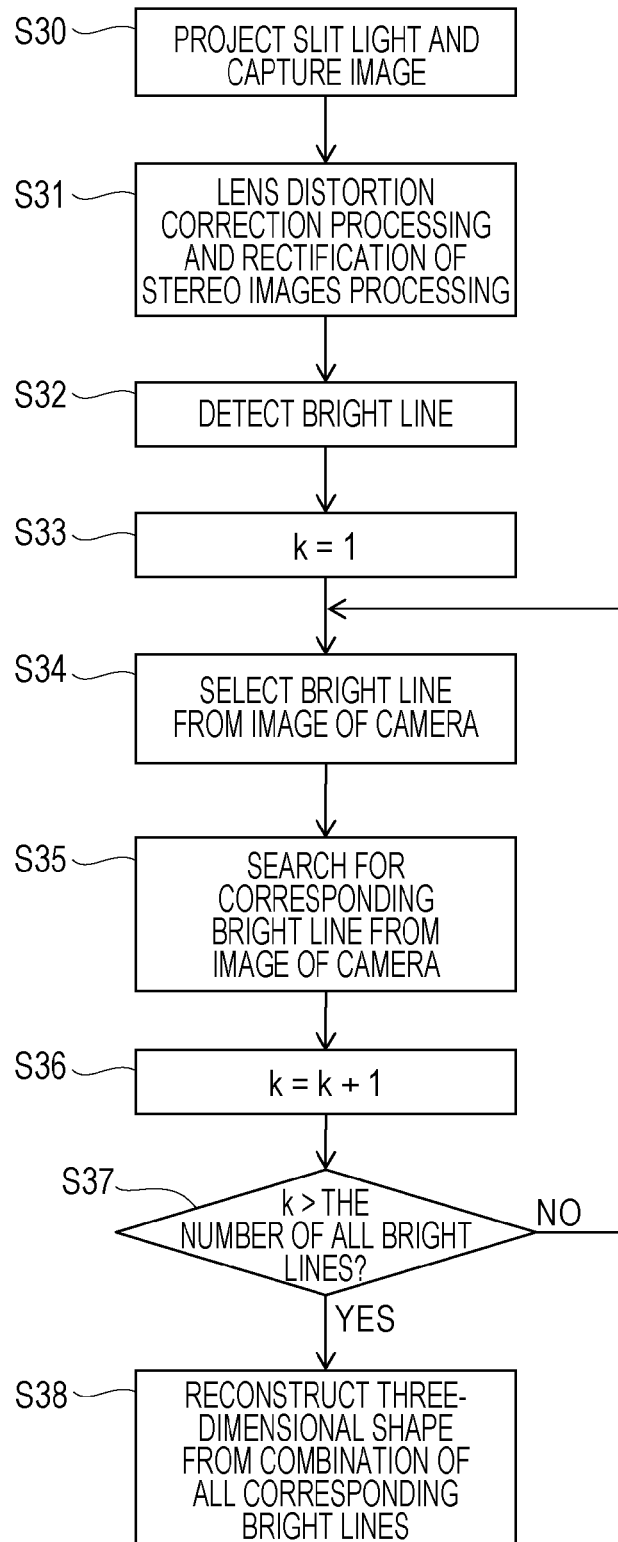 S30
PROJECT SLIT LIGHT AND
CAPTURE IMAGE
S31
LENS DISTORTION
CORRECTION PROCESSING
AND RECTIFICATION OF
STEREO IMAGES PROCESSING
S32
DETECT BRIGHT LINE
S33
k = 1
S34
SELECT BRIGHT LINE
FROM IMAGE OF CAMERA
S35
SEARCH FOR
CORRESPONDING
BRIGHT LINE FROM
IMAGE OF CAMERA
S36
k = k + 1
S37
k > THE
NUMBER OF ALL BRIGHT
LINES?
NO
YES
S38
RECONSTRUCT THREE-
DIMENSIONAL SHAPE
FROM COMBINATION OF
ALL CORRESPONDING
BRIGHT LINES